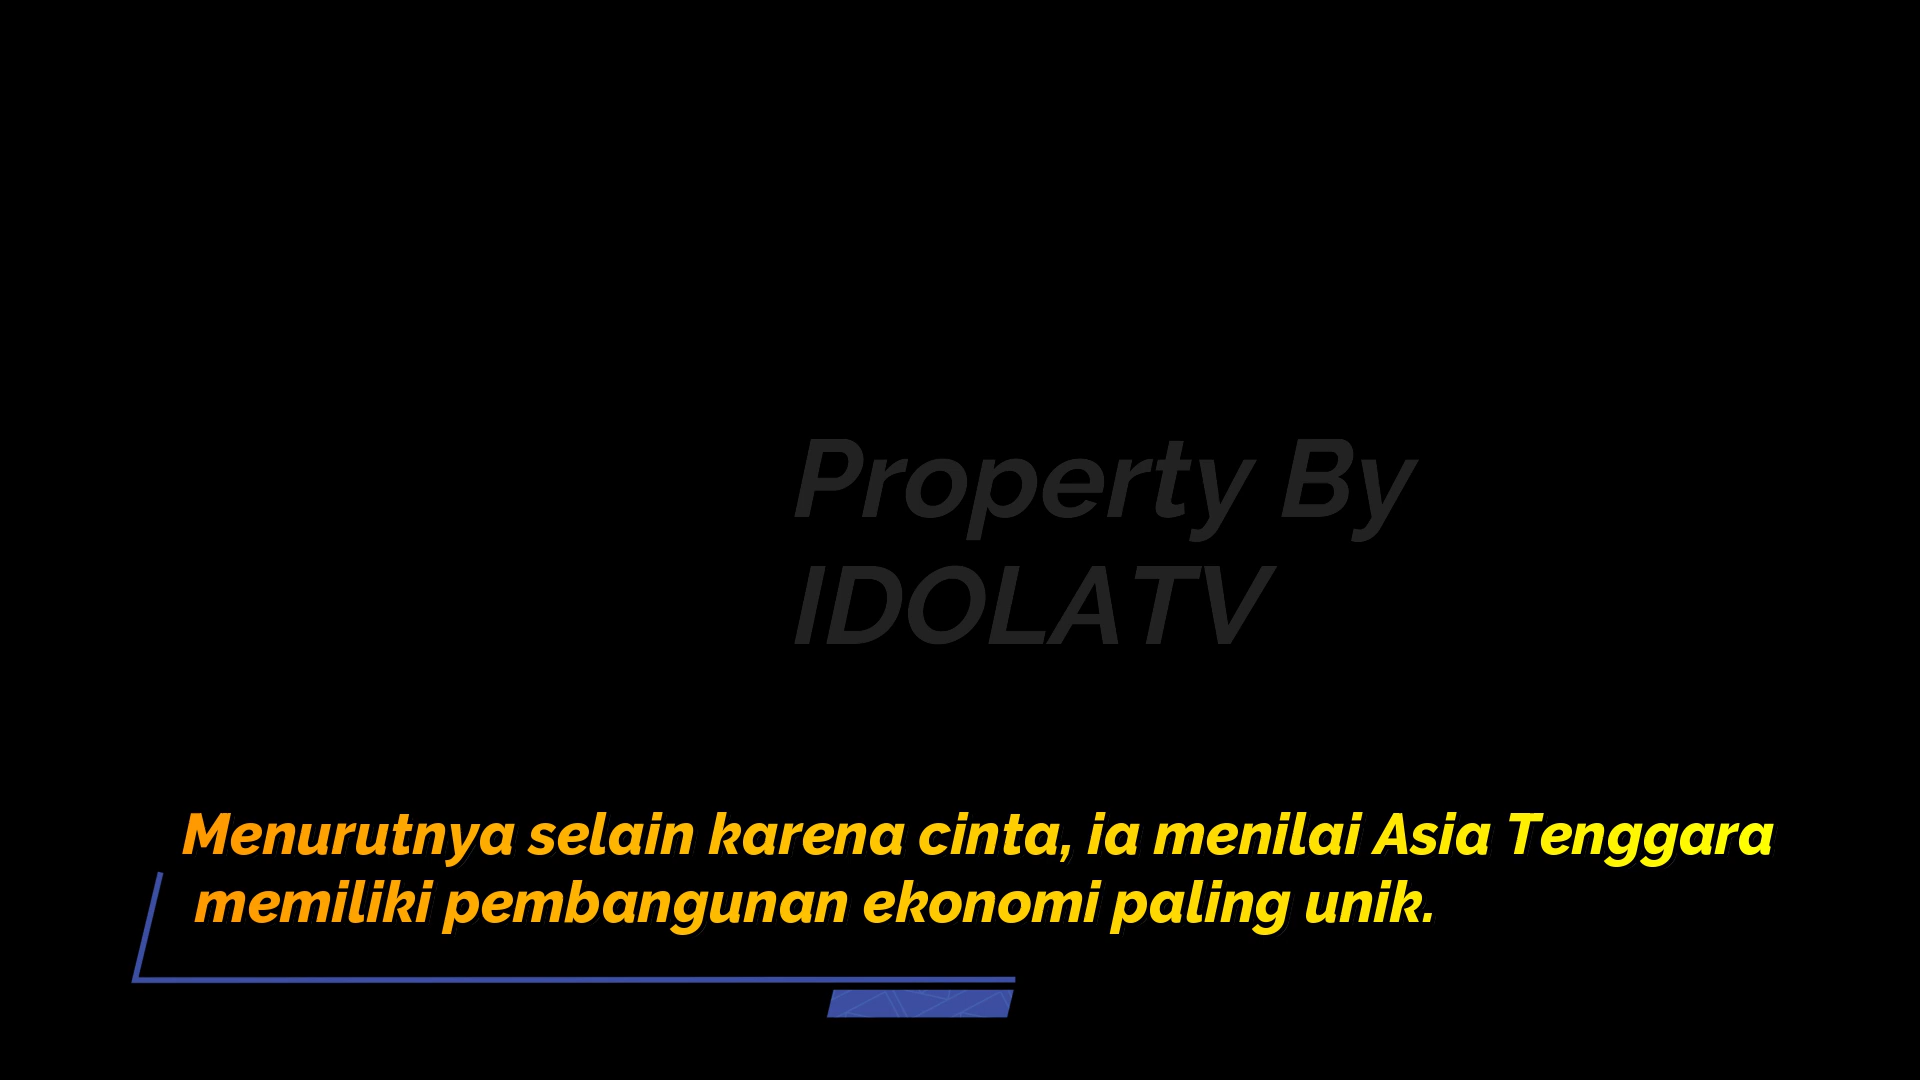 Property By
IDOLATV
Menurutnya selain karena cinta, ia menilai Asia Tenggara
memiliki pembangunan ekonomi paling unik.